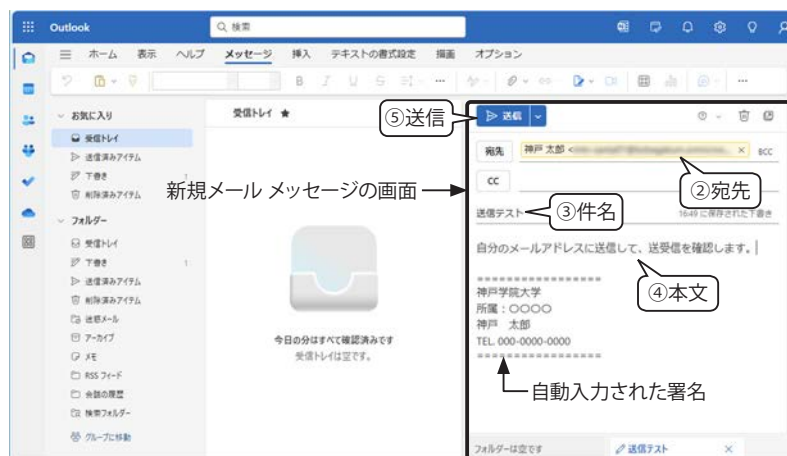 Outlook
検索
ホーム 表示 ヘルプ メッセージ 挿入 テキストの書式設定 描画 オプション
お気に入り
受信トレイ
送信済みアイテム
下書き 1
削除済みアイテム
フォルダー
受信トレイ
下書き 1
送信済みアイテム
削除済みアイテム
迷惑メール
アーカイブ
メモ
RSS フィード
会話の履歴
検索フォルダー
グループに移動
受信トレイ ★
新規メール メッセージの画面
今日の分はすべて確認済みです
受信トレイは空です。
⑤送信
送信
宛先 神戸 太郎 < × BCC
②宛先
CC
送信テスト
③件名
16:49 に保存された下書き
自分のメールアドレスに送信して、送受信を確認します。
④本文
==================
神戸学院大学
所属：〇〇〇〇
神戸 太郎
TEL. 000-0000-0000
==================
自動入力された署名
フォルダーは空です
送信テスト ×